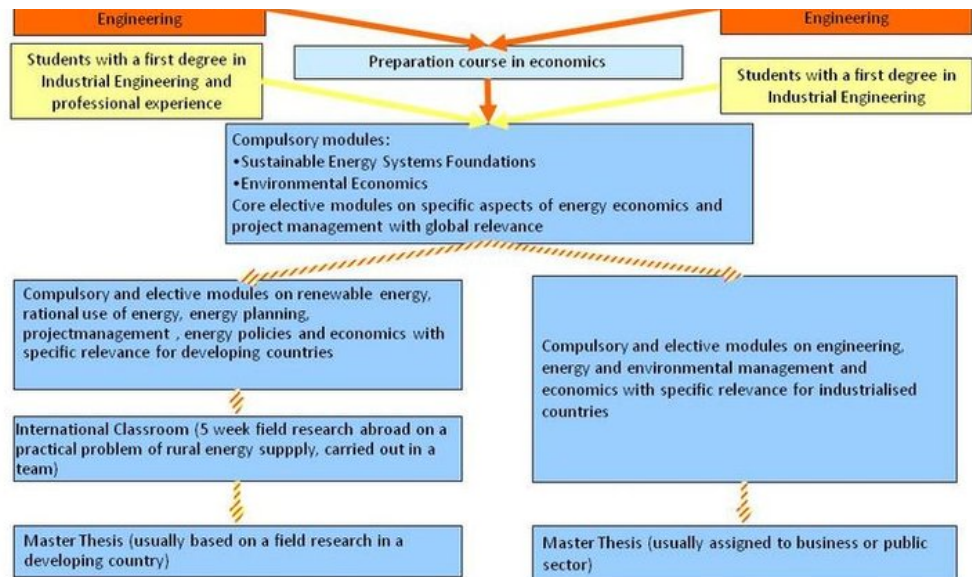 Engineering
Engineering
Students with a first degree in
Industrial Engineering and
professional experience
Preparation course in economics
Students with a first degree in
Industrial Engineering
Compulsory modules:
•Sustainable Energy Systems Foundations
•Environmental Economics
Core elective modules on specific aspects of energy economics and
project management with global relevance
Compulsory and elective modules on renewable energy,
rational use of energy, energy planning,
projectmanagement , energy policies and economics with
specific relevance for developing countries
Compulsory and elective modules on engineering,
energy and environmental management and
economics with specific relevance for industrialised
countries
International Classroom (5 week field research abroad on a
practical problem of rural energy suppply, carried out in a
team)
Master Thesis (usually based on a field research in a
developing country)
Master Thesis (usually assigned to business or public
sector)